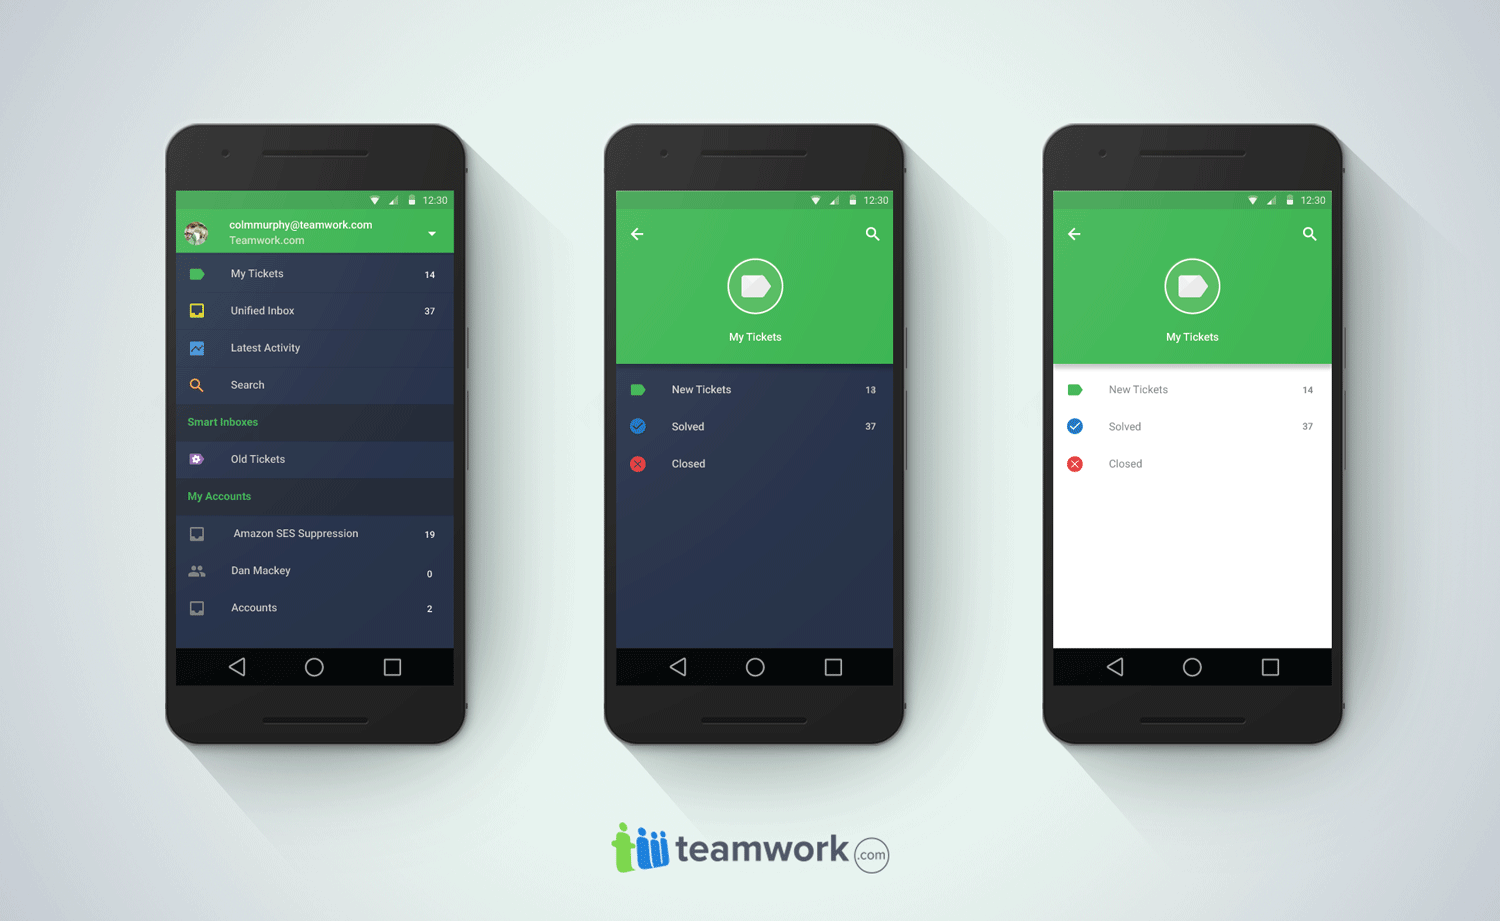 12:30
colmmurphy@teamwork.com
Teamwork.com
My Tickets 14
Unified Inbox 37
Latest Activity
Search
Smart Inboxes
Old Tickets
My Accounts
Amazon SES Suppression 19
Dan Mackey 0
Accounts 2
12:30
My Tickets
New Tickets 13
Solved 37
Closed
12:30
My Tickets
New Tickets 14
Solved 37
Closed
teamwork.com